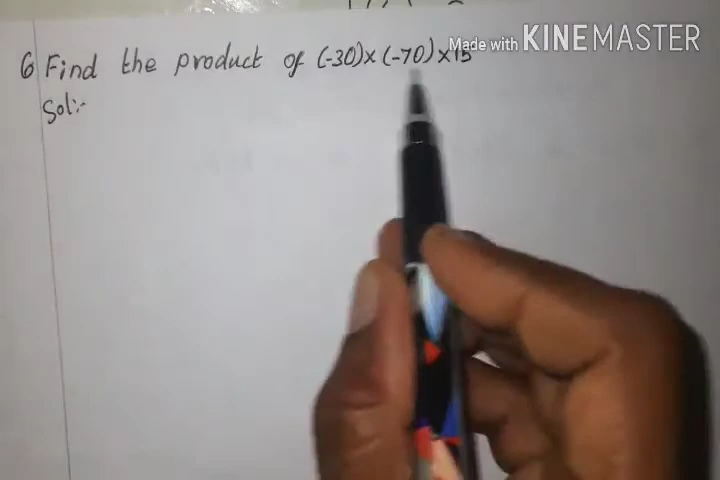 Made with KINEMASTER
6 Find the product of (-30)×(-70)×15
Sol:-